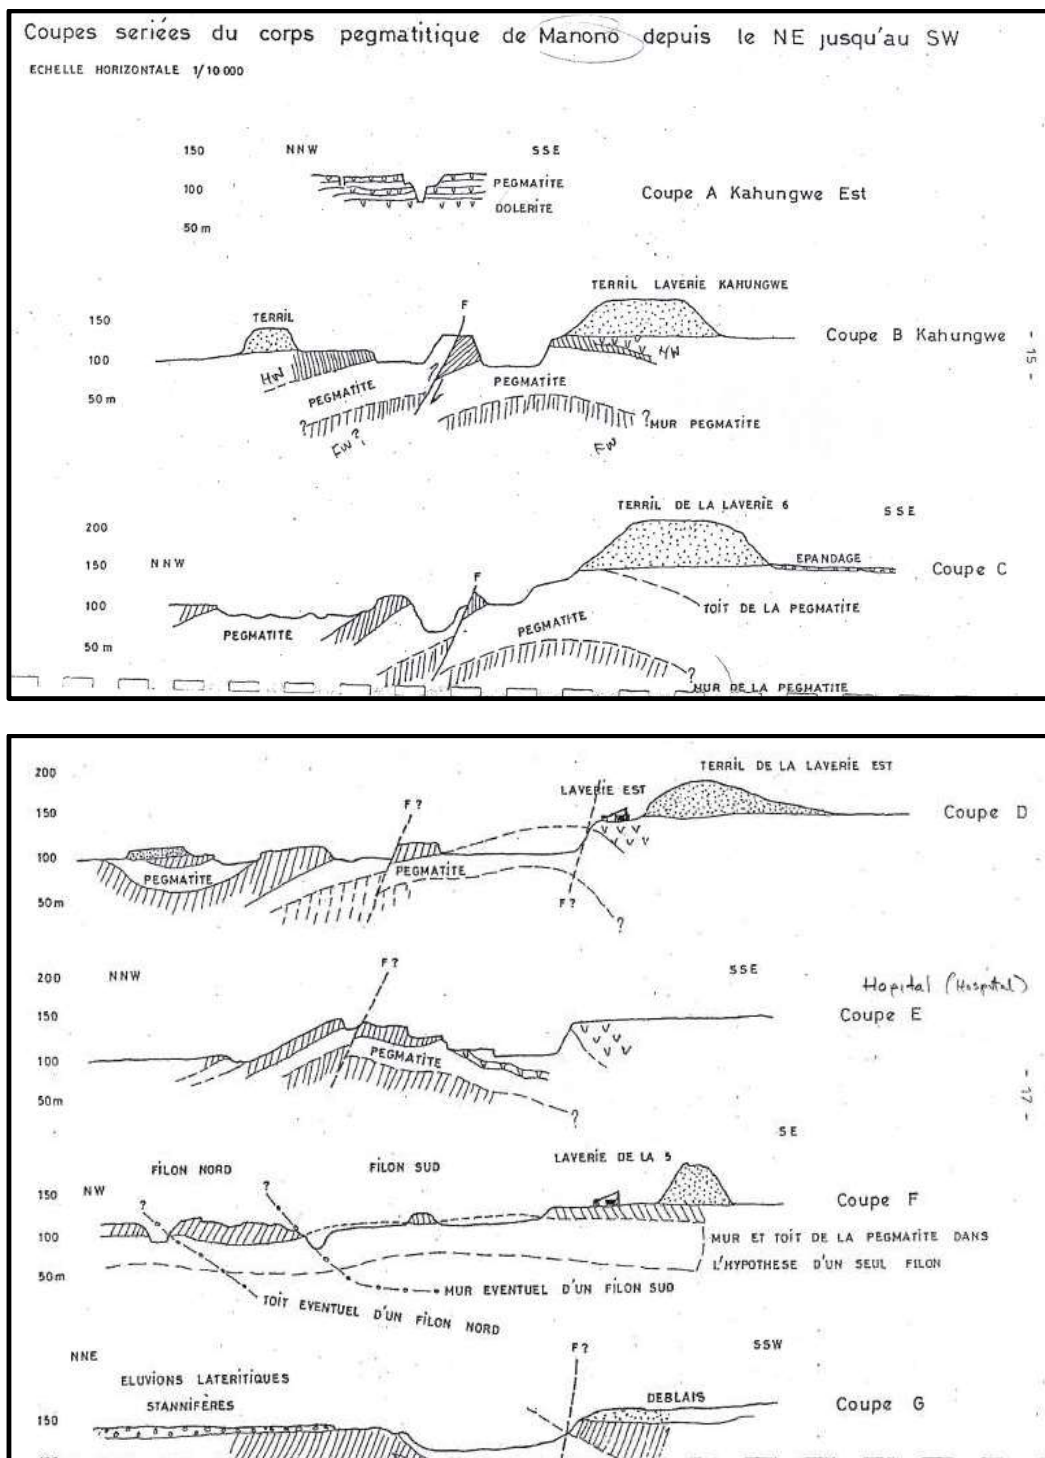 Coupes seriées du corps pegmatitique de Manono depuis le NE jusqu'au SW
ECHELLE HORIZONTALE 1/10 000
150 NNW SSE
100 PEGMATITE
DOLERITE
50 m
Coupe A Kahungwe Est
TERRIL LAVERIE KAHUNGWE
TERRIL F
150
Coupe B Kahungwe
100 HW HW
PEGMATITE PEGMATITE
50 m
? ? MUR PEGMATITE
FW? FW
- 15 -
TERRIL DE LA LAVERIE 6
SSE
200
150 NNW EPANDAGE
Coupe C
F
100 TOIT DE LA PEGMATITE
PEGMATITE PEGMATITE
50 m
? MUR DE LA PEGMATITE
TERRIL DE LA LAVERIE EST
200
LAVERIE EST
F?
150
Coupe D
100
PEGMATITE PEGMATITE
50m F?
?
F?
200 NNW SSE
Hopital (Hospital)
150
Coupe E
100
PEGMATITE
50m
?
- 17 -
SE
FILON NORD FILON SUD LAVERIE DE LA 5
NW ? ?
150
Coupe F
100
MUR ET TOIT DE LA PEGMATITE DANS
L'HYPOTHESE D'UN SEUL FILON
50m
MUR EVENTUEL D'UN FILON SUD
TOIT EVENTUEL D'UN FILON NORD
NNE F? SSW
ELUVIONS LATERITIQUES
STANNIFÈRES
DEBLAIS
Coupe G
150